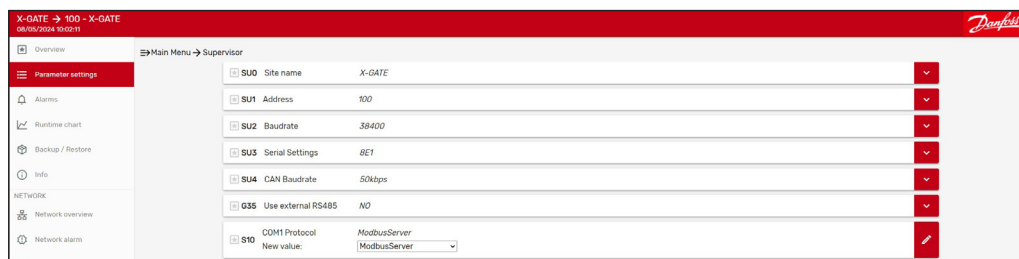 X-GATE → 100 - X-GATE
08/05/2024 10:02:11
Danfoss
Overview
Parameter settings
Alarms
Runtime chart
Backup / Restore
Info
NETWORK
Network overview
Network alarm
Main Menu → Supervisor
SU0 Site name X-GATE
SU1 Address 100
SU2 Baudrate 38400
SU3 Serial Settings 8E1
SU4 CAN Baudrate 50kbps
G35 Use external RS485 NO
S10 COM1 Protocol ModbusServer
New value: ModbusServer